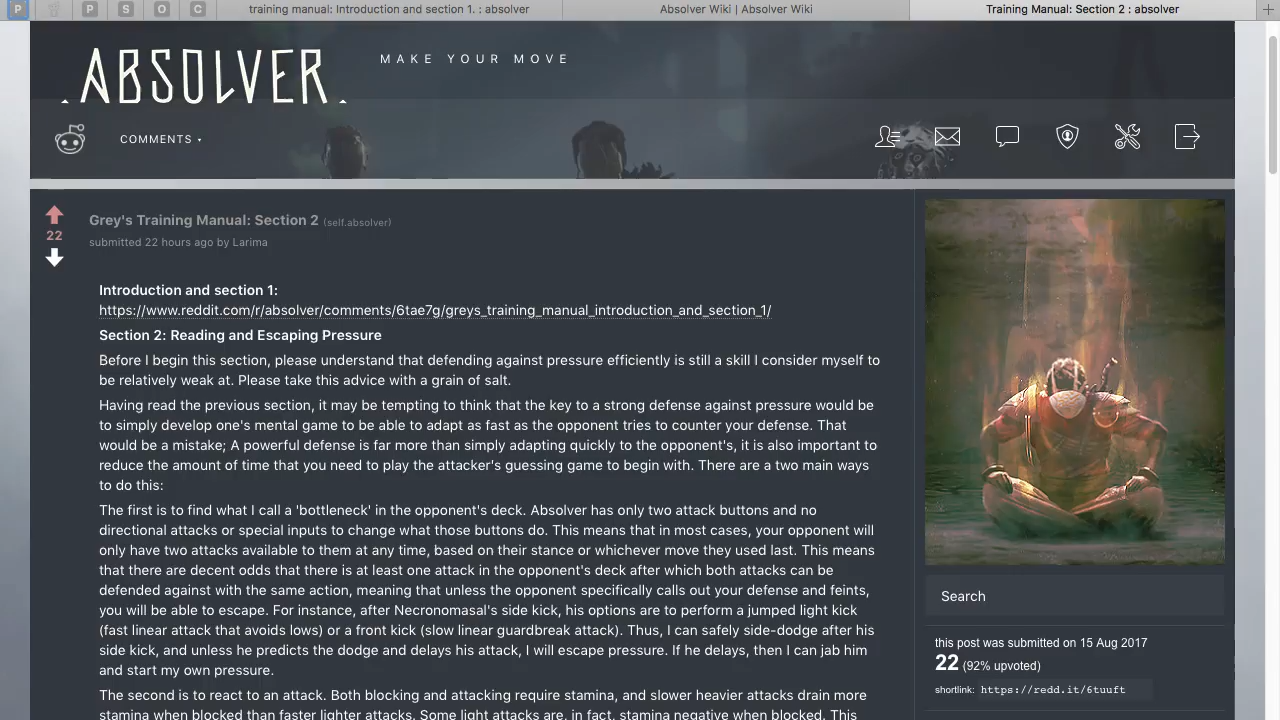 P P S O C
training manual: Introduction and section 1. : absolver
Absolver Wiki | Absolver Wiki
Training Manual: Section 2 : absolver
ABSOLVER
MAKE YOUR MOVE
COMMENTS
22
Grey's Training Manual: Section 2 (self.absolver)
submitted 22 hours ago by Larima
Introduction and section 1:
https://www.reddit.com/r/absolver/comments/6tae7g/greys_training_manual_introduction_and_section_1/
Section 2: Reading and Escaping Pressure
Before I begin this section, please understand that defending against pressure efficiently is still a skill I consider myself to
be relatively weak at. Please take this advice with a grain of salt.
Having read the previous section, it may be tempting to think that the key to a strong defense against pressure would be
to simply develop one's mental game to be able to adapt as fast as the opponent tries to counter your defense. That
would be a mistake; A powerful defense is far more than simply adapting quickly to the opponent's, it is also important to
reduce the amount of time that you need to play the attacker's guessing game to begin with. There are a two main ways
to do this:
The first is to find what I call a 'bottleneck' in the opponent's deck. Absolver has only two attack buttons and no
directional attacks or special inputs to change what those buttons do. This means that in most cases, your opponent will
only have two attacks available to them at any time, based on their stance or whichever move they used last. This means
that there are decent odds that there is at least one attack in the opponent's deck after which both attacks can be
defended against with the same action, meaning that unless the opponent specifically calls out your defense and feints,
you will be able to escape. For instance, after Necronomasal's side kick, his options are to perform a jumped light kick
(fast linear attack that avoids lows) or a front kick (slow linear guardbreak attack). Thus, I can safely side-dodge after his
side kick, and unless he predicts the dodge and delays his attack, I will escape pressure. If he delays, then I can jab him
and start my own pressure.
The second is to react to an attack. Both blocking and attacking require stamina, and slower heavier attacks drain more
stamina when blocked than faster lighter attacks. Some light attacks are, in fact, stamina negative when blocked. This
Search
this post was submitted on 15 Aug 2017
22 (92% upvoted)
shortlink: https://redd.it/6tuuft